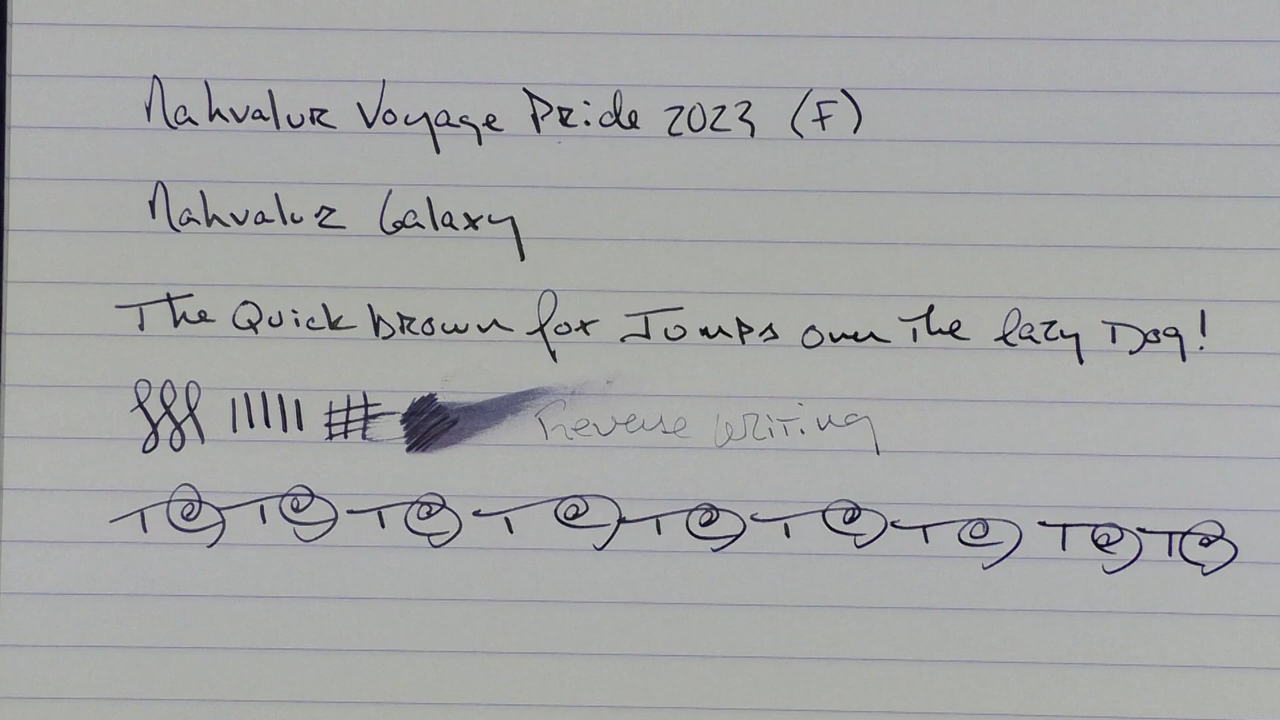 Nahvalur Voyage Pride 2023 (F)
Nahvalur Galaxy
The Quick brown fox Jumps over The lazy Dog!
Reverse writing